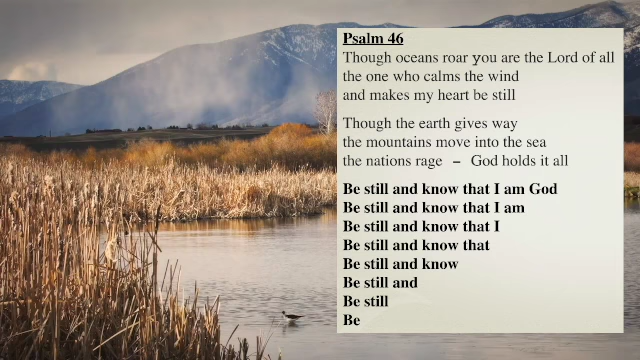 Psalm 46
Though oceans roar you are the Lord of all
the one who calms the wind
and makes my heart be still
Though the earth gives way
the mountains move into the sea
the nations rage – God holds it all
Be still and know that I am God
Be still and know that I am
Be still and know that I
Be still and know that
Be still and know
Be still and
Be still
Be